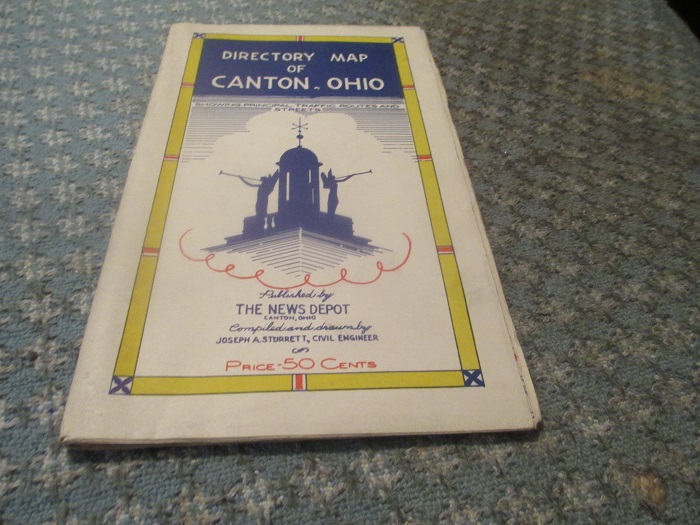 DIRECTORY MAP
OF
CANTON, OHIO
SHOWING PRINCIPAL TRAFFIC ROUTES AND
STREETS
Published by
THE NEWS DEPOT
CANTON, OHIO
Compiled and drawn by
JOSEPH A. STURRETT, CIVIL ENGINEER
PRICE-50 CENTS